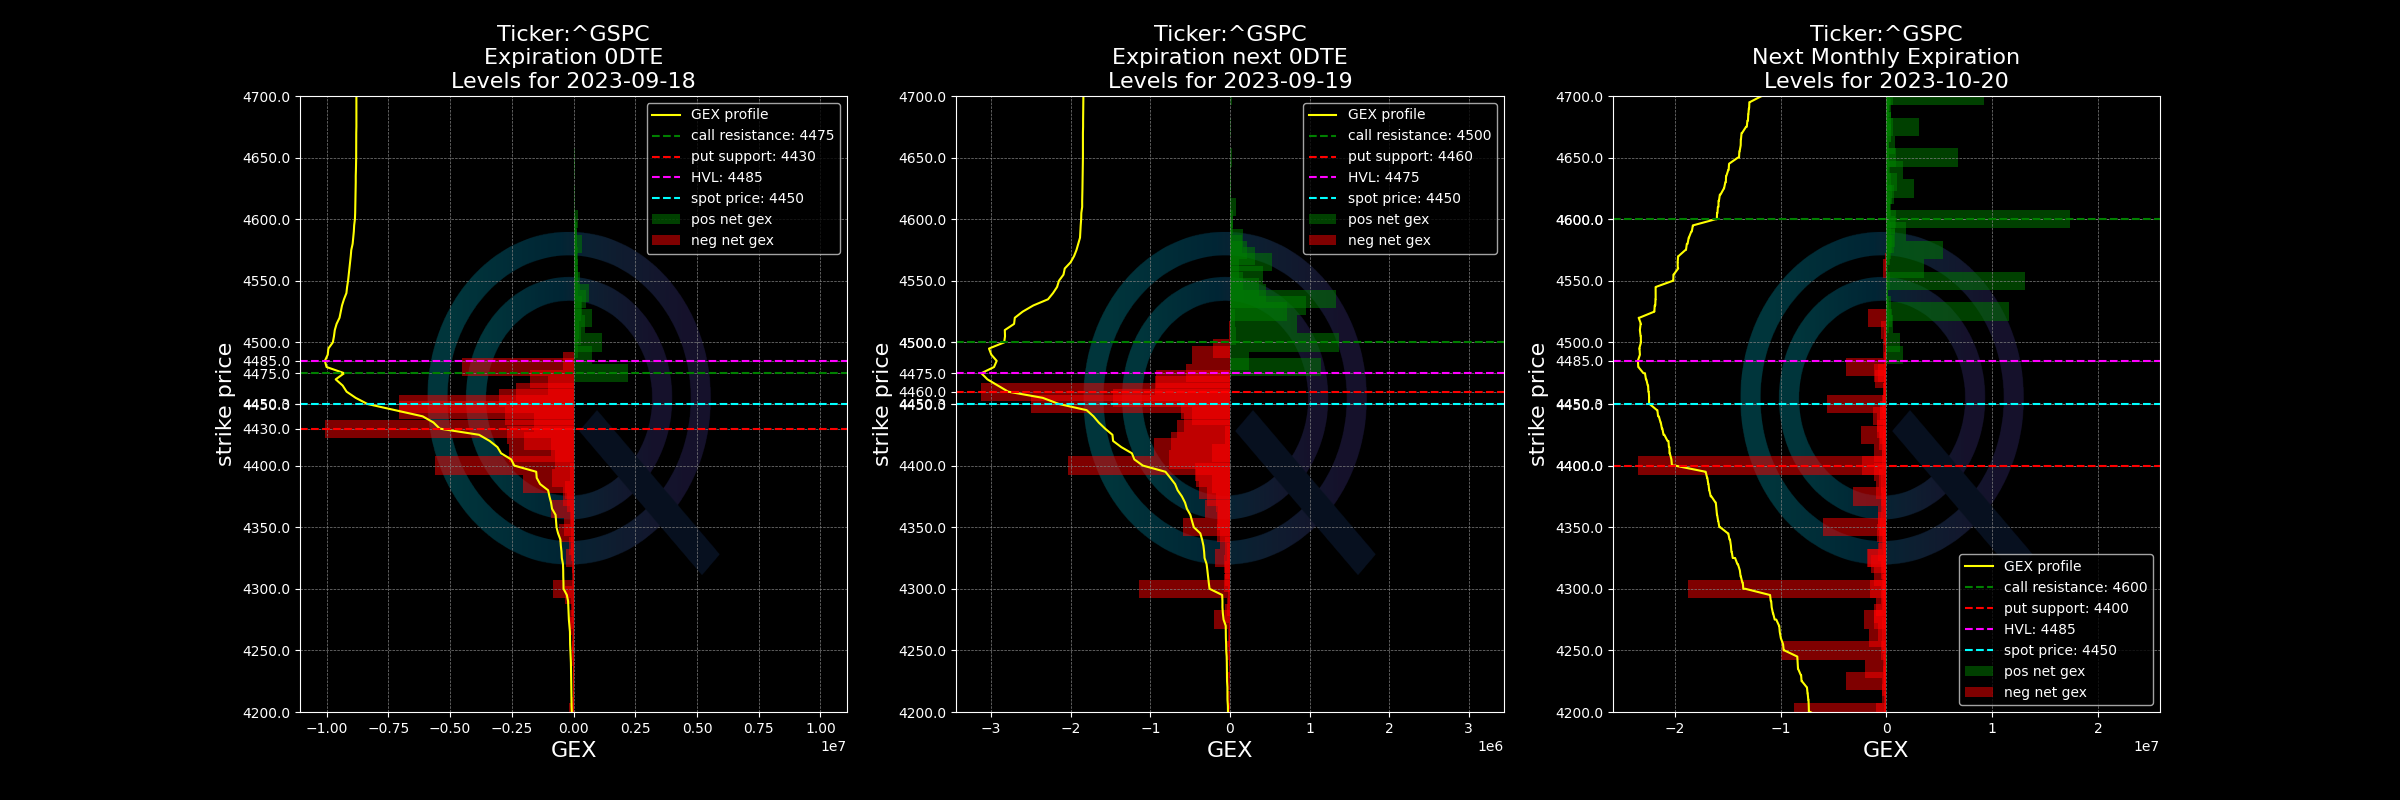 Ticker:^GSPC
Expiration 0DTE
Levels for 2023-09-18
4700.0
4650.0
4600.0
4550.0
4500.0
4485.0
4475.0
4430.0
4400.0
4350.0
4300.0
4250.0
4200.0
strike price
GEX profile
call resistance: 4475
put support: 4430
HVL: 4485
spot price: 4450
pos net gex
neg net gex
−1.00 −0.75 −0.50 −0.25 0.00 0.25 0.50 0.75 1.00
1e7
GEX
Ticker:^GSPC
Expiration next 0DTE
Levels for 2023-09-19
4700.0
4650.0
4600.0
4550.0
4500.0
4475.0
4460.0
4400.0
4350.0
4300.0
4250.0
4200.0
strike price
GEX profile
call resistance: 4500
put support: 4460
HVL: 4475
spot price: 4450
pos net gex
neg net gex
−3 −2 −1 0 1 2 3
1e6
GEX
Ticker:^GSPC
Next Monthly Expiration
Levels for 2023-10-20
4700.0
4650.0
4600.0
4550.0
4500.0
4485.0
4400.0
4350.0
4300.0
4250.0
4200.0
strike price
GEX profile
call resistance: 4600
put support: 4400
HVL: 4485
spot price: 4450
pos net gex
neg net gex
−2 −1 0 1 2
1e7
GEX